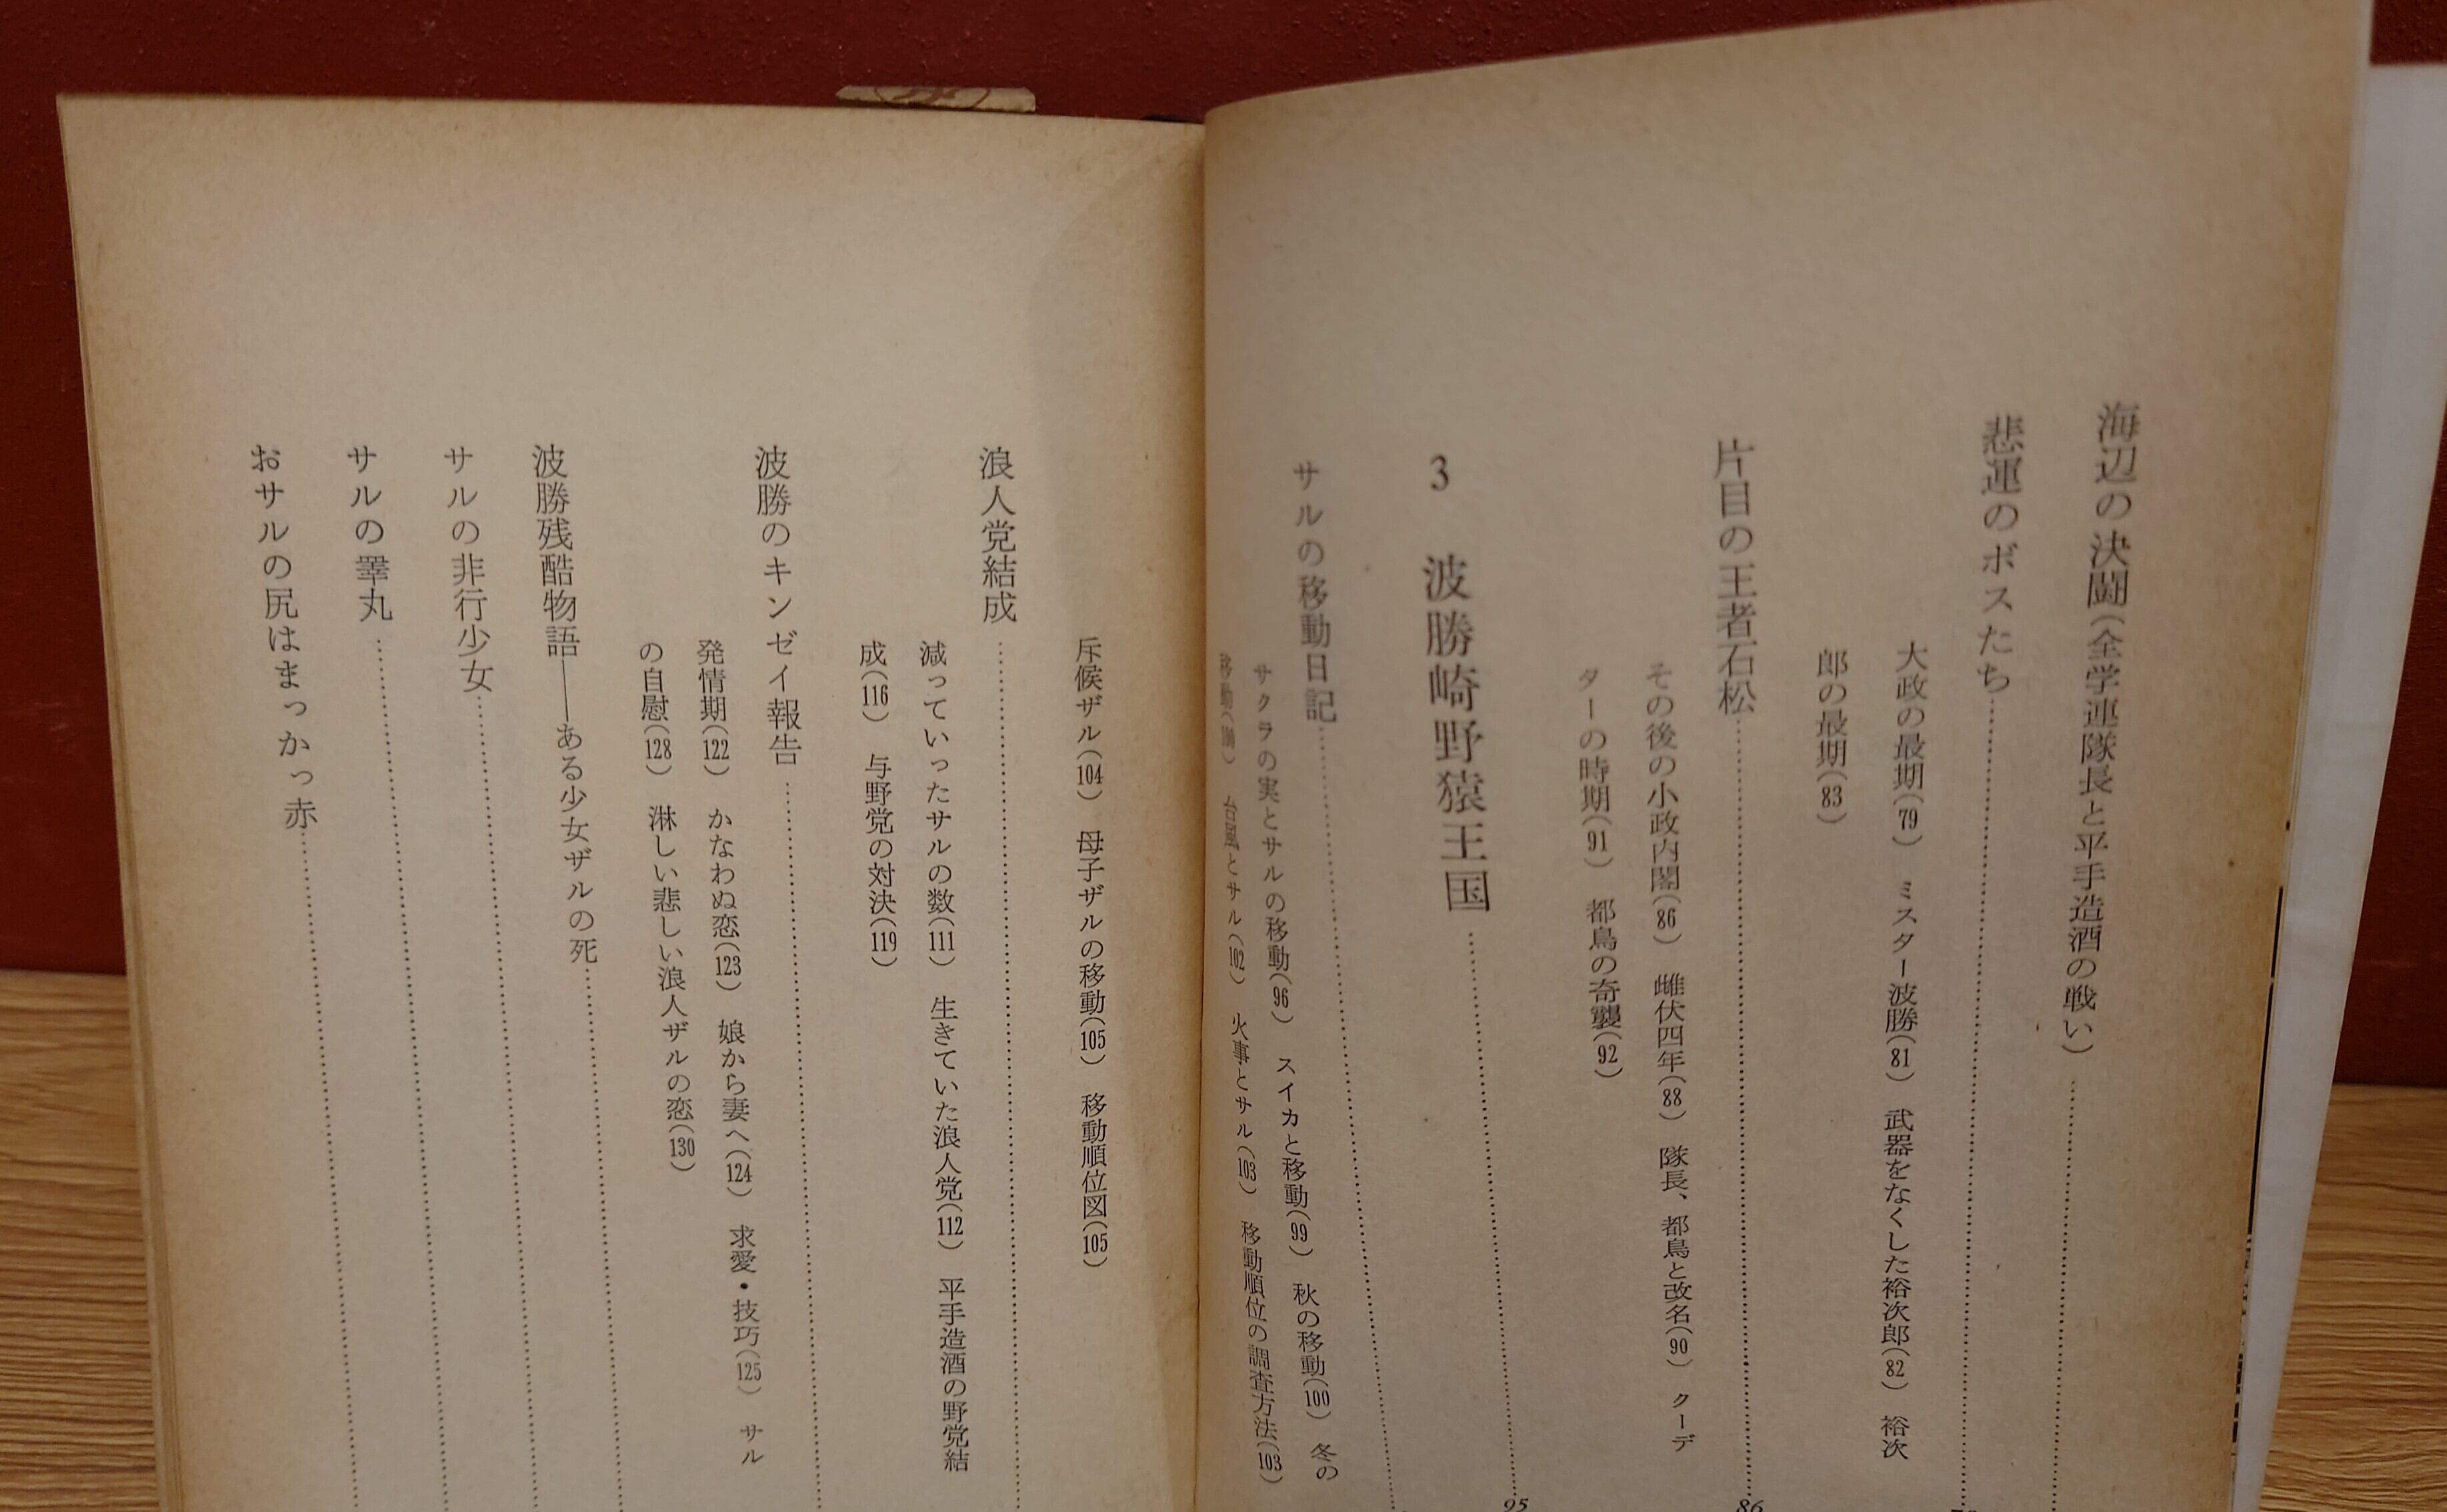 海辺の決闘(全学連隊長と平手造酒の戦い)
悲運のボスたち
大政の最期(79) ミスター波勝(81) 武器をなくした裕次郎(82) 裕次
郎の最期(83)
片目の王者石松 86
その後の小政内閣(86) 雌伏四年(88) 隊長、都鳥と改名(90) クーデ
ターの時期(91) 都鳥の奇襲(92)
3 波勝崎野猿王国 95
サルの移動日記
サクラの実とサルの移動(96) スイカと移動(99) 秋の移動(100) 冬の
移動(100) 台風とサル(102) 火事とサル(103) 移動順位の調査方法(103)
斥候ザル(104) 母子ザルの移動(105) 移動順位図(105)
浪人党結成
減っていったサルの数(111) 生きていた浪人党(112) 平手造酒の野党結
成(116) 与野党の対決(119)
波勝のキンゼイ報告
発情期(122) かなわぬ恋(123) 娘から妻へ(124) 求愛・技巧(125) サル
の自慰(128) 淋しい悲しい浪人ザルの恋(130)
波勝残酷物語――ある少女ザルの死
サルの非行少女
サルの睾丸
おサルの尻はまっかっ赤